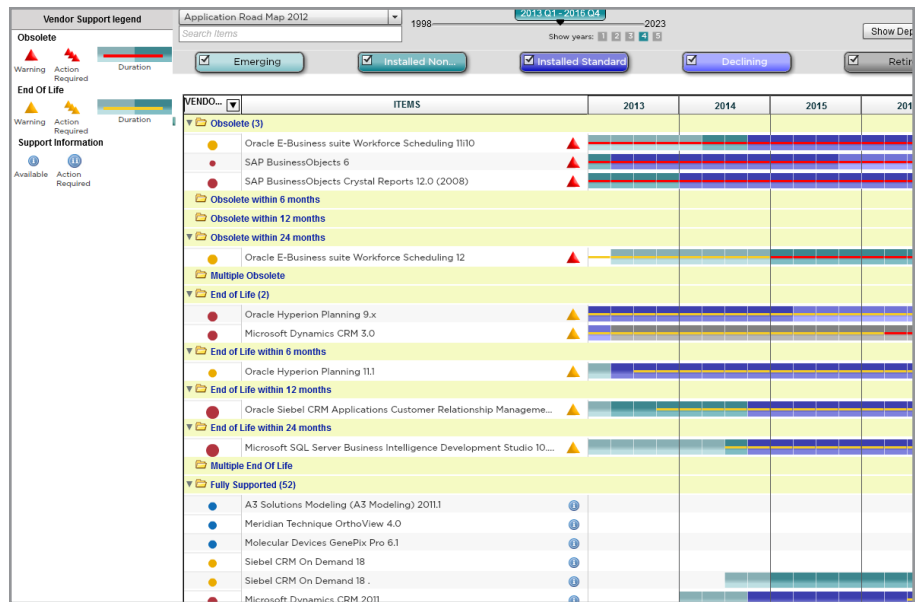 Vendor Support legend
Obsolete
Warning Action Required Duration
End Of Life
Warning Action Required Duration
Support Information
Available Action Required
Application Road Map 2012
Search Items
1998 2013 Q1 - 2016 Q4 2023
Show years: 1 2 3 4 5
Show Dep
Emerging Installed Non... Installed Standard Declining Retir
VENDO... ITEMS 2013 2014 2015 201
Obsolete (3)
Oracle E-Business suite Workforce Scheduling 11i10
SAP BusinessObjects 6
SAP BusinessObjects Crystal Reports 12.0 (2008)
Obsolete within 6 months
Obsolete within 12 months
Obsolete within 24 months
Oracle E-Business suite Workforce Scheduling 12
Multiple Obsolete
End of Life (2)
Oracle Hyperion Planning 9.x
Microsoft Dynamics CRM 3.0
End of Life within 6 months
Oracle Hyperion Planning 11.1
End of Life within 12 months
Oracle Siebel CRM Applications Customer Relationship Manageme...
End of Life within 24 months
Microsoft SQL Server Business Intelligence Development Studio 10....
Multiple End Of Life
Fully Supported (52)
A3 Solutions Modeling (A3 Modeling) 2011.1
Meridian Technique OrthoView 4.0
Molecular Devices GenePix Pro 6.1
Siebel CRM On Demand 18
Siebel CRM On Demand 18 .
Microsoft Dynamics CRM 2011